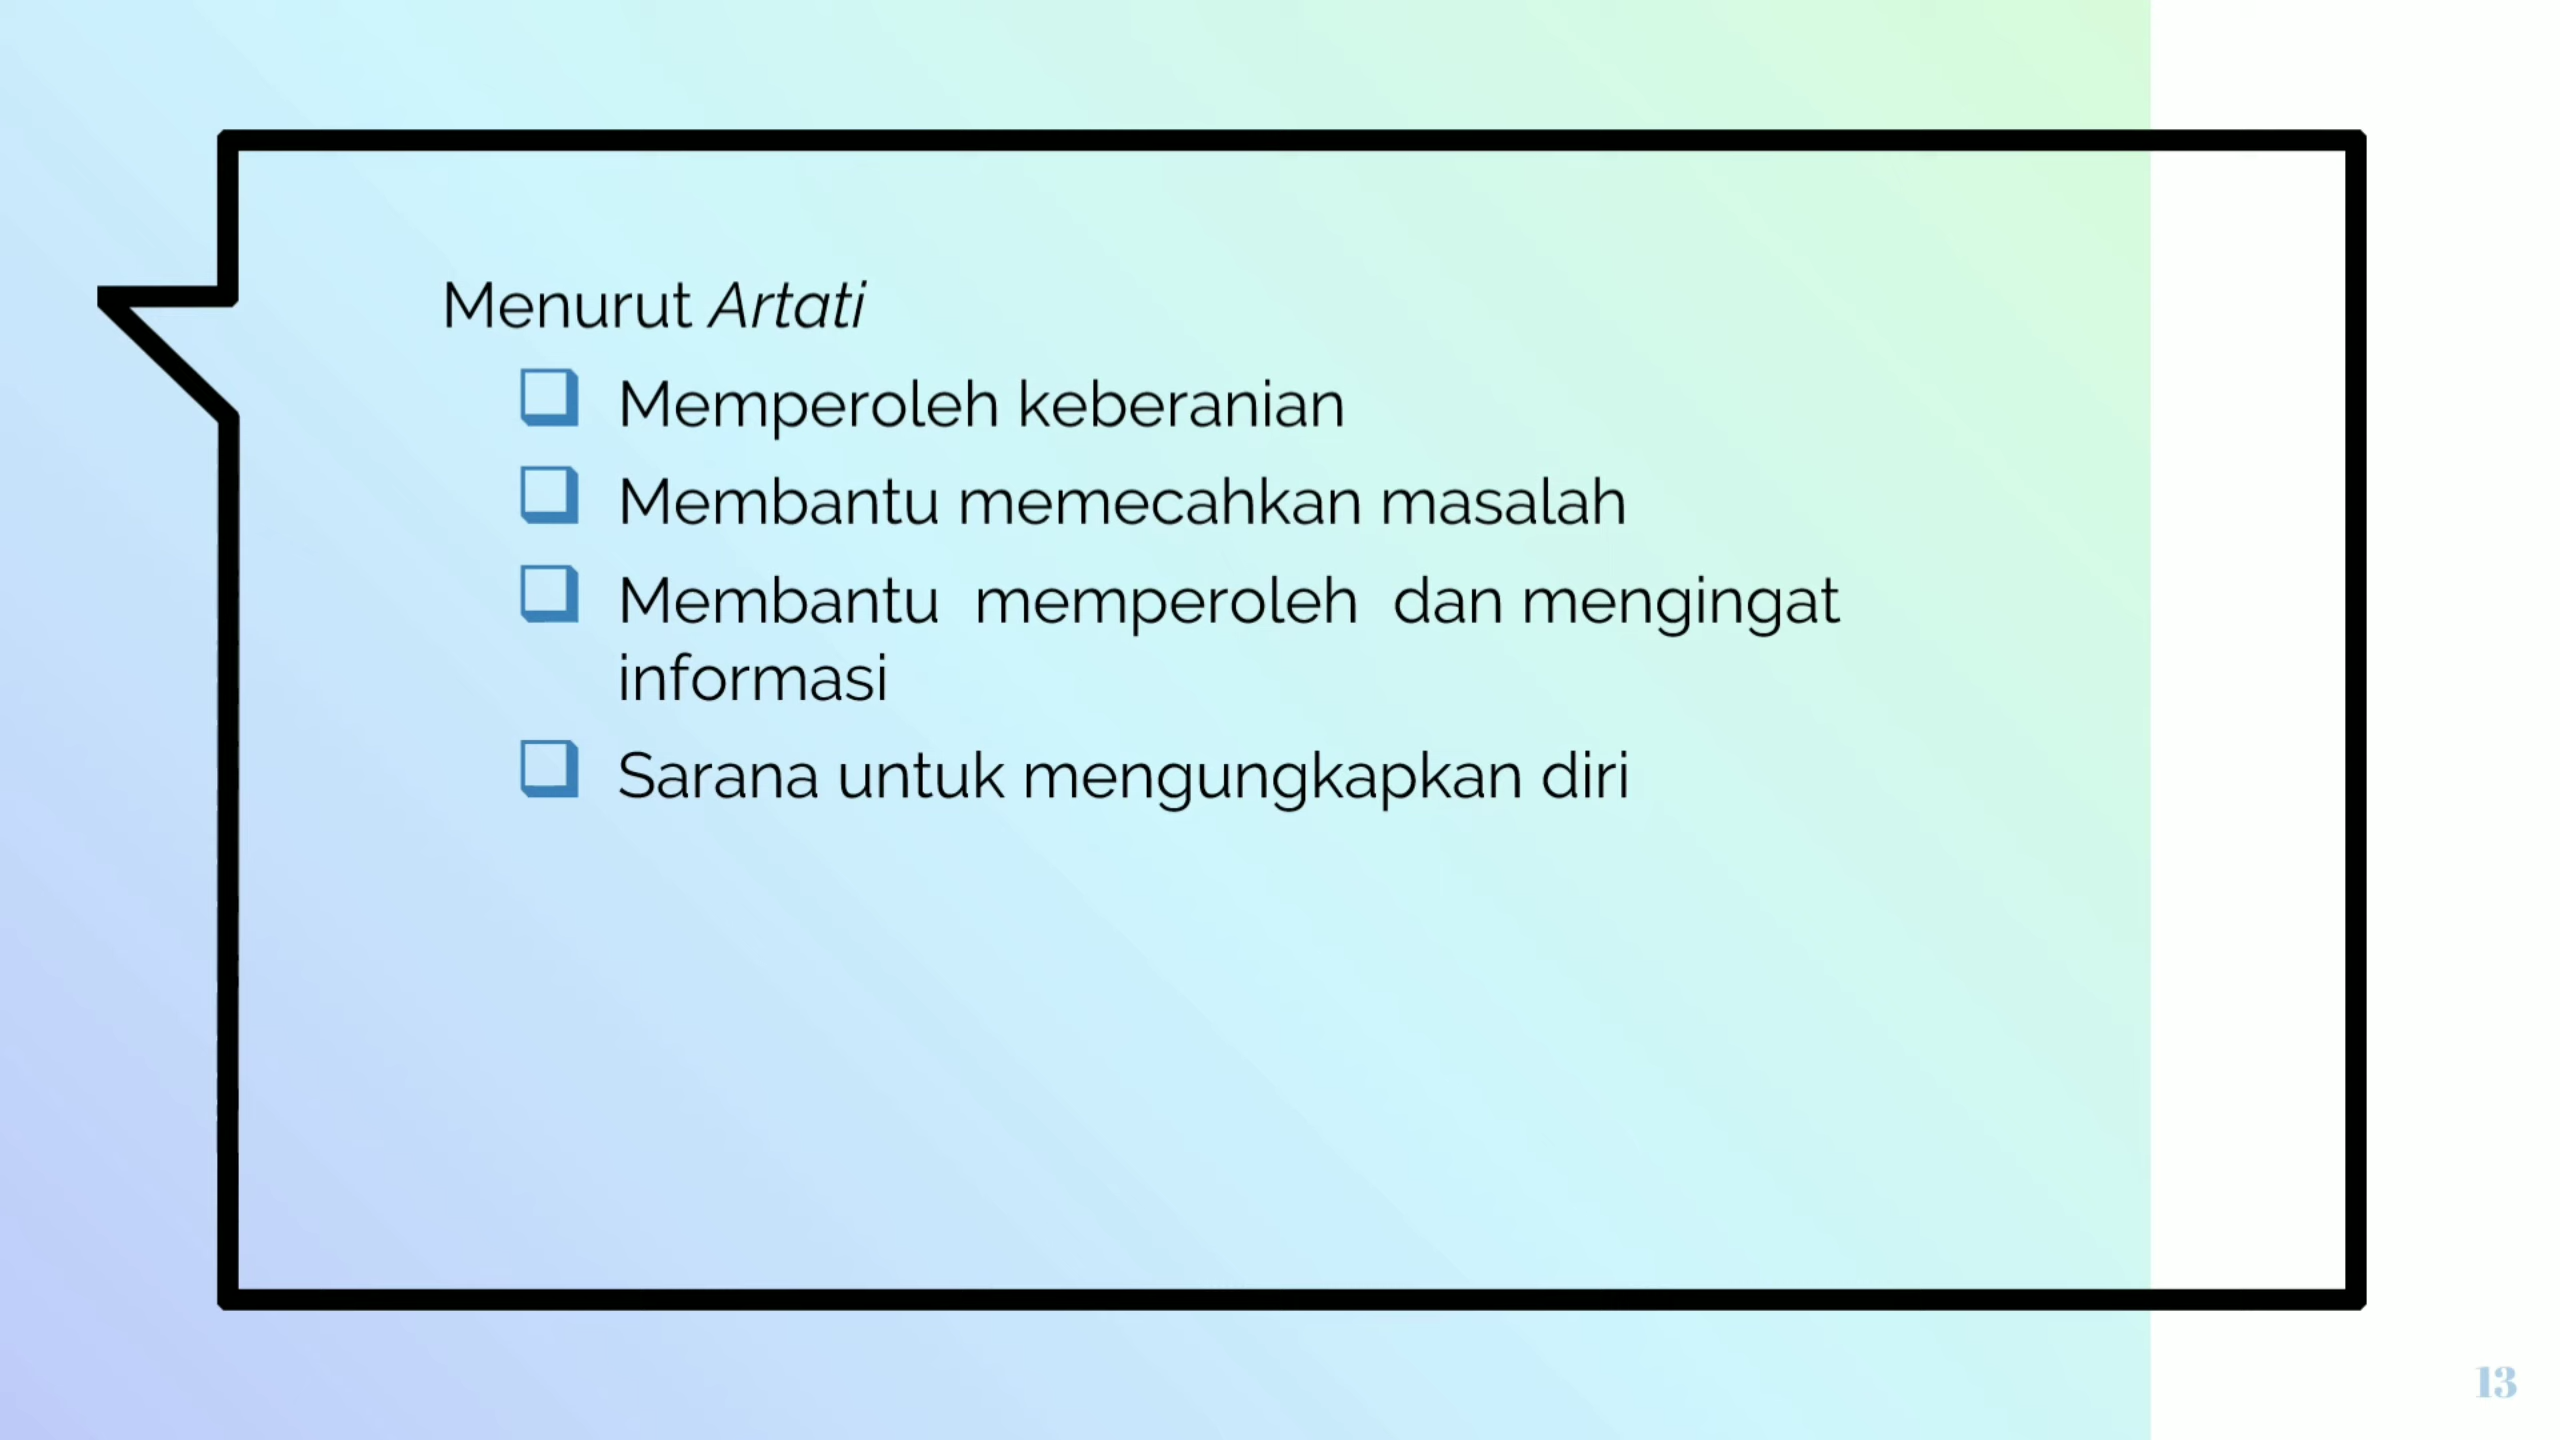 Menurut Artati
Memperoleh keberanian
Membantu memecahkan masalah
Membantu  memperoleh  dan mengingat
informasi
Sarana untuk mengungkapkan diri
13